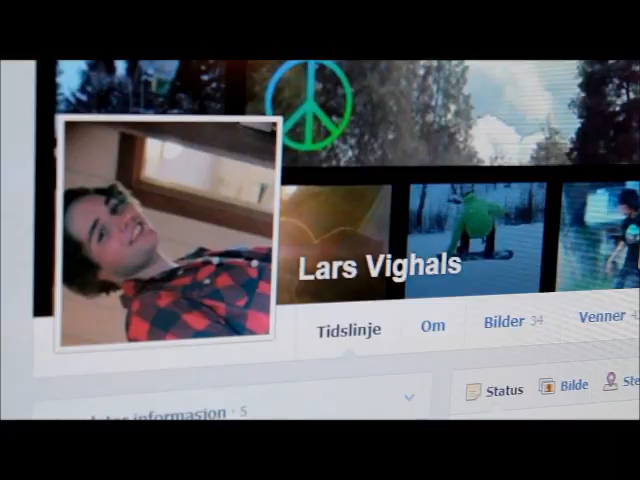 Lars Vighals
Tidslinje
Om
Bilder 34
Venner
informasjon · 5
Status
Bilde